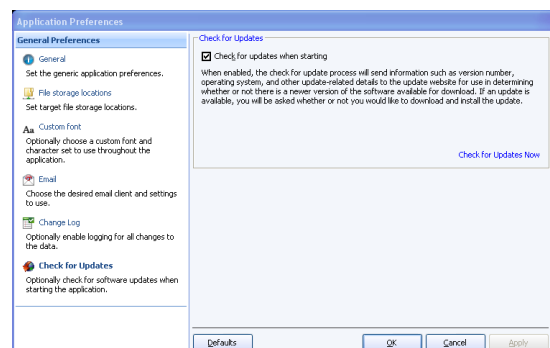 Application Preferences
General Preferences
General
Set the generic application preferences.
File storage locations
Set target file storage locations.
Aa Custom font
Optionally choose a custom font and
character set to use throughout the
application.
Email
Choose the desired email client and settings
to use.
Change Log
Optionally enable logging for all changes to
the data.
Check for Updates
Optionally check for software updates when
starting the application.
Check for Updates
Check for updates when starting
When enabled, the check for update process will send information such as version number,
operating system, and other update-related details to the update website for use in determining
whether or not there is a newer version of the software available for download. If an update is
available, you will be asked whether or not you would like to download and install the update.
Check for Updates Now
Defaults
OK
Cancel
Apply